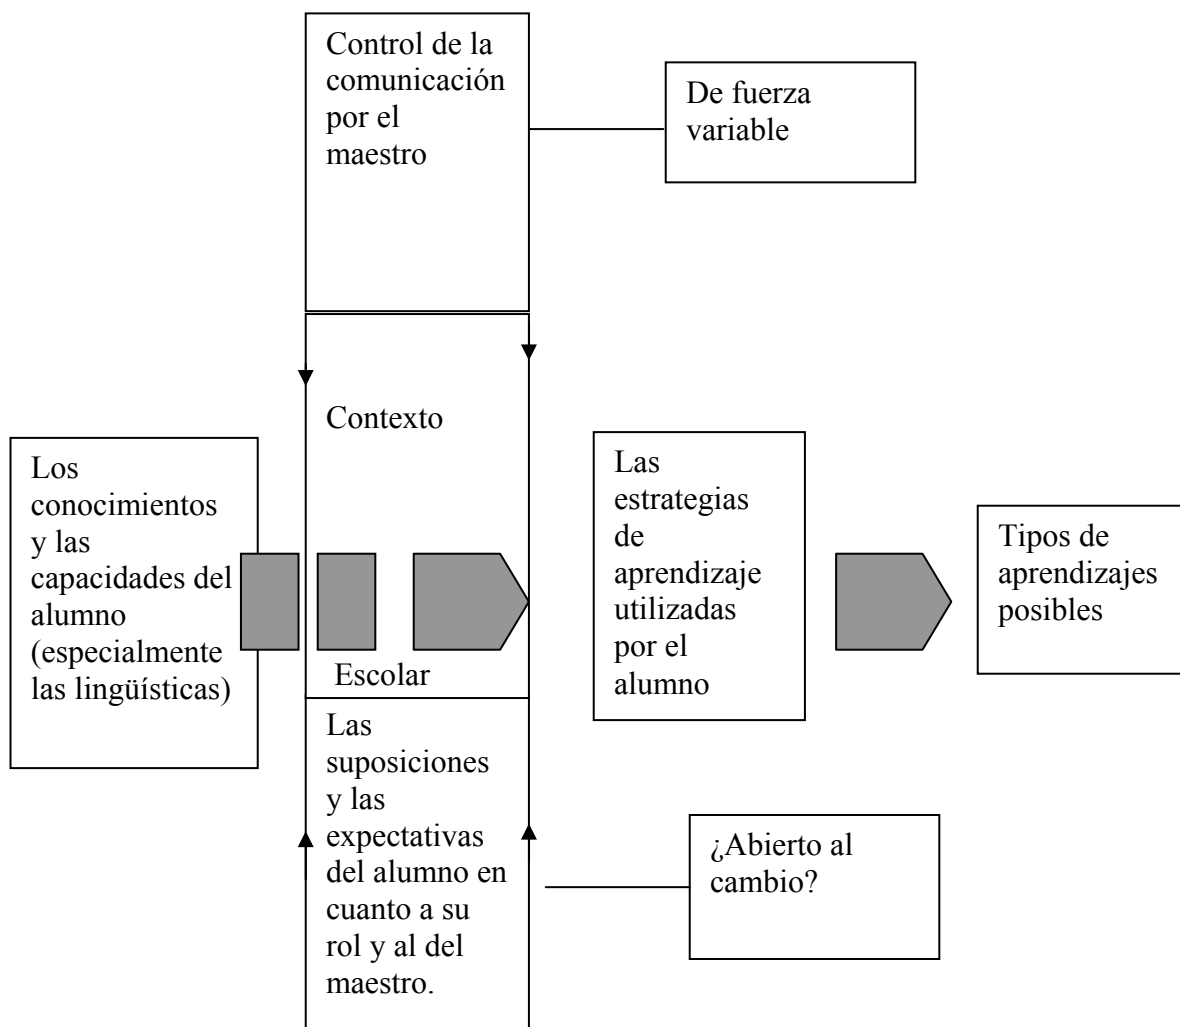 Control de la
comunicación
por el
maestro
De fuerza
variable
Contexto
Los
conocimientos
y las
capacidades del
alumno
(especialmente
las lingüísticas)
Escolar
Las
estrategias
de
aprendizaje
utilizadas
por el
alumno
Tipos de
aprendizajes
posibles
Las
suposiciones
y las
expectativas
del alumno en
cuanto a su
rol y al del
maestro.
¿Abierto al
cambio?